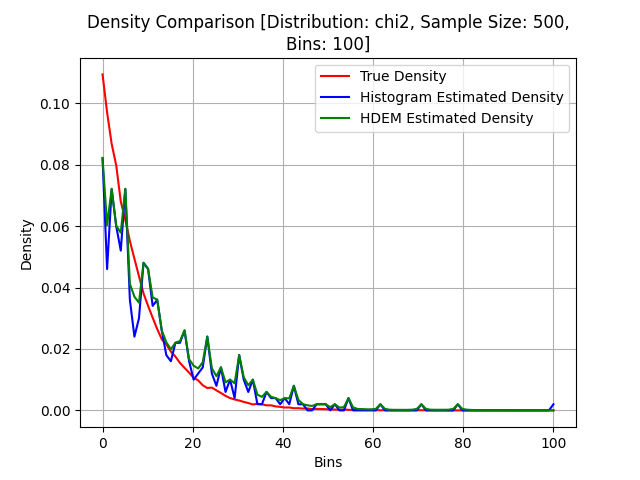 Density Comparison [Distribution: chi2, Sample Size: 500,
Bins: 100]
True Density
Histogram Estimated Density
HDEM Estimated Density
Density
0.10
0.08
0.06
0.04
0.02
0.00
0 20 40 60 80 100
Bins